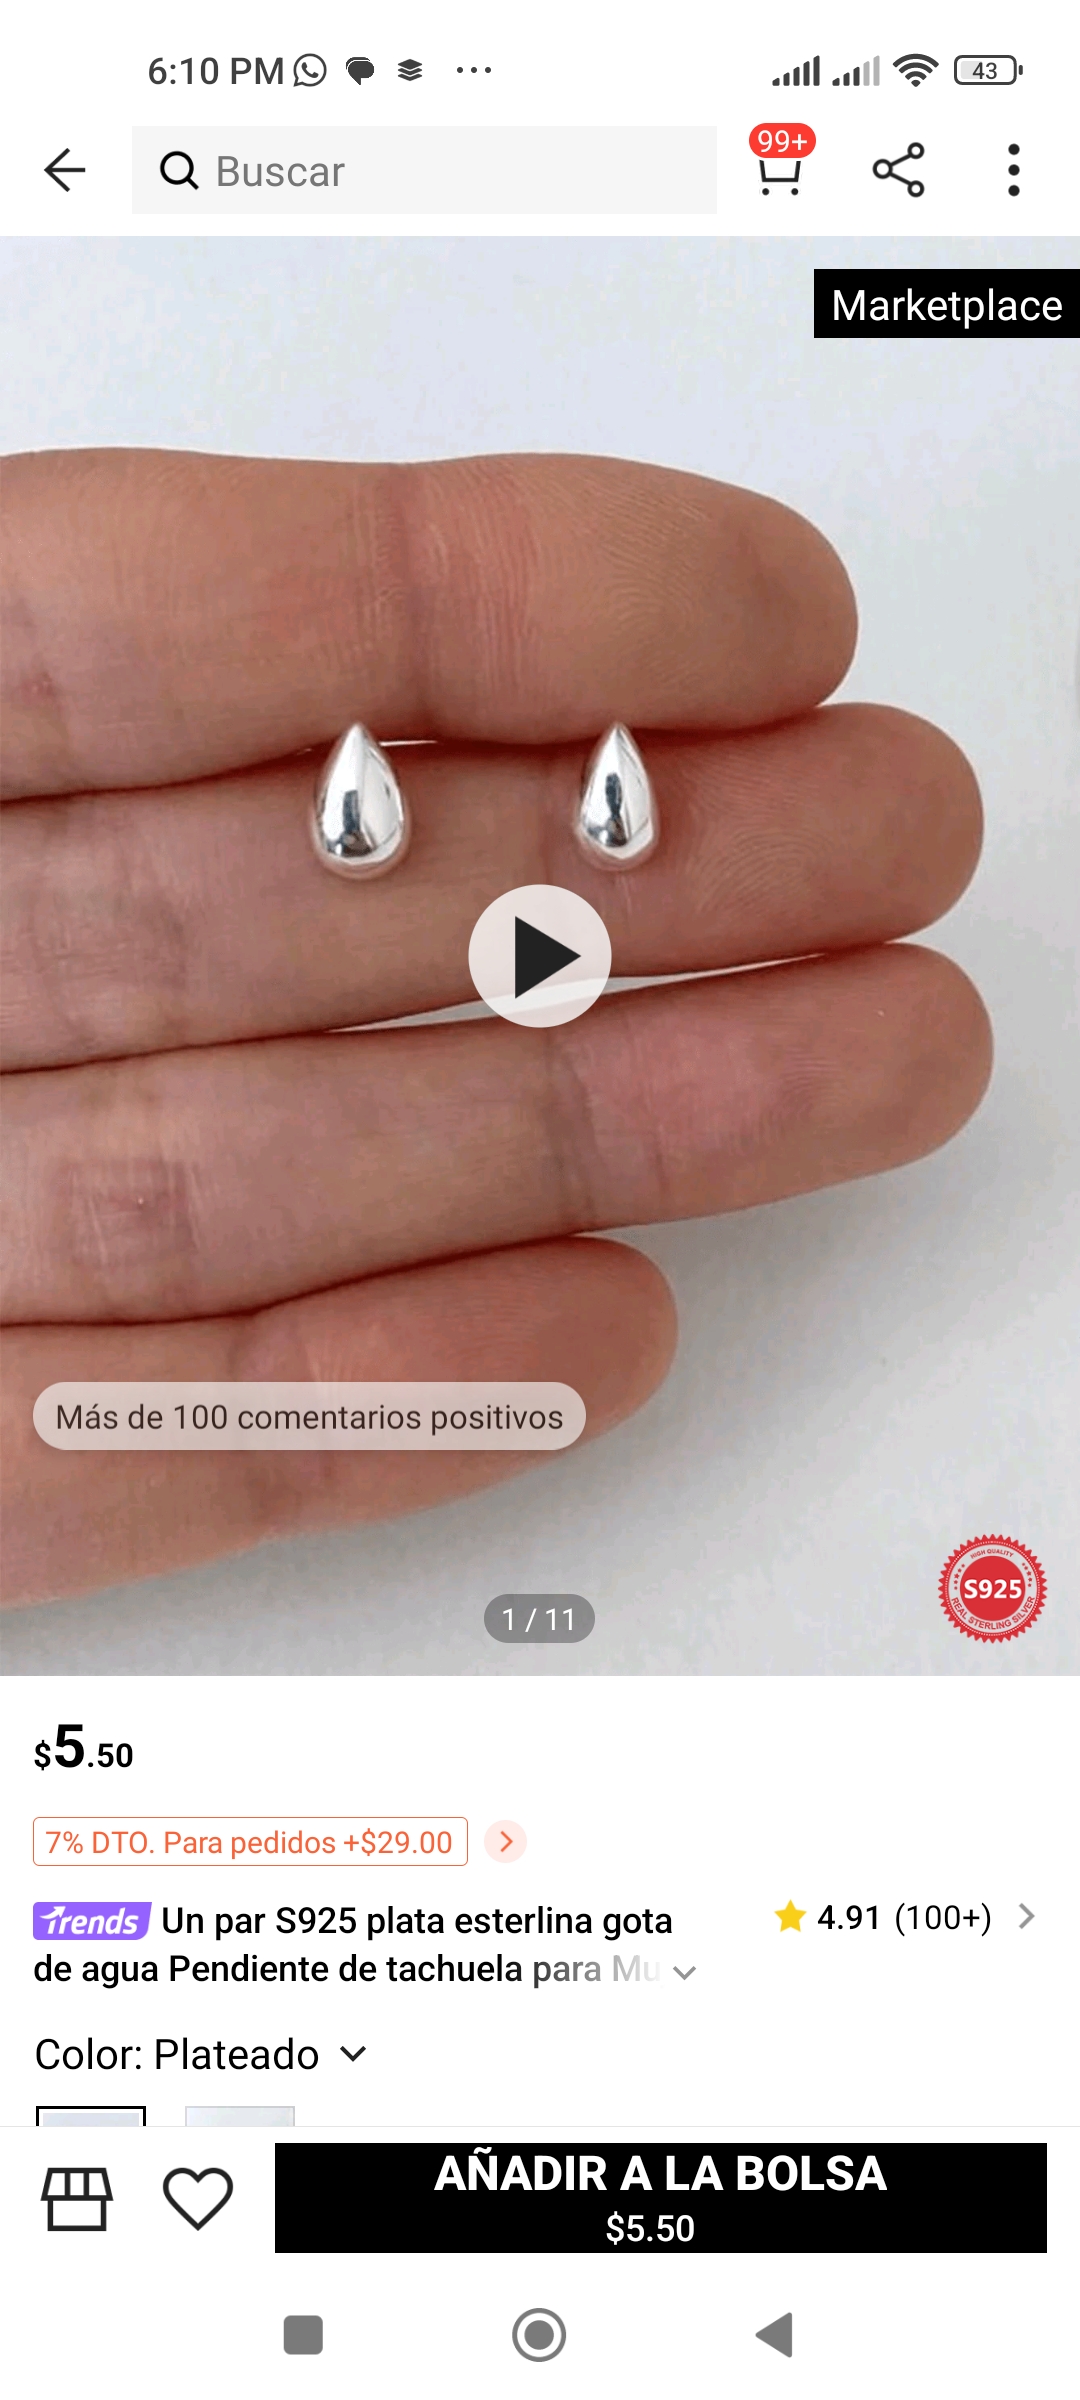 6:10 PM
43
Buscar
99+
Marketplace
Más de 100 comentarios positivos
HIGH QUALITY
S925
REAL STERLING SILVER
1 / 11
$5.50
7% DTO. Para pedidos +$29.00
Trends Un par S925 plata esterlina gota
de agua Pendiente de tachuela para Mu
4.91 (100+)
Color: Plateado
AÑADIR A LA BOLSA
$5.50